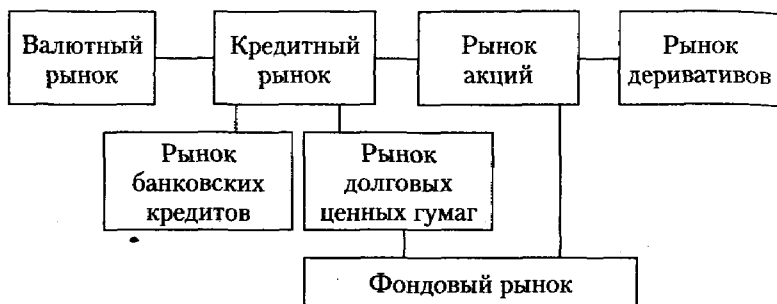 Валютный
рынок
Кредитный
рынок
Рынок
акций
Рынок
деривативов
Рынок
банковских
кредитов
Рынок
долговых
ценных гумаг
Фондовый рынок